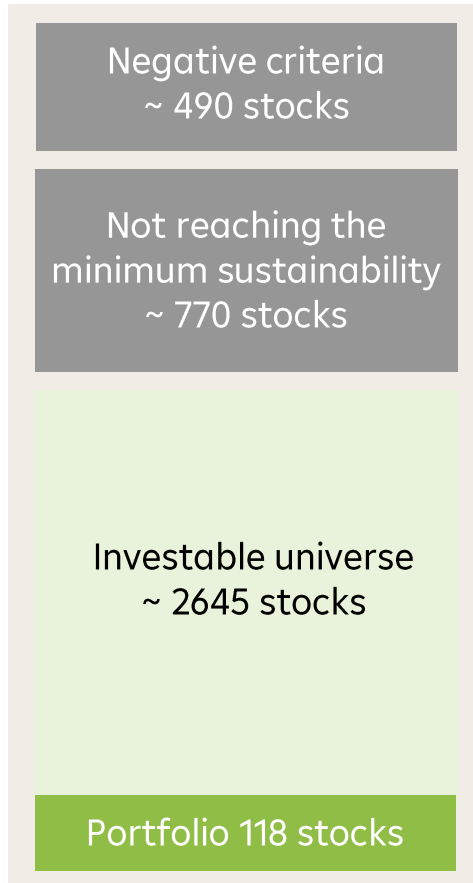 Negative criteria
~ 490 stocks
Not reaching the
minimum sustainability
~ 770 stocks
Investable universe
~ 2645 stocks
Portfolio 118 stocks